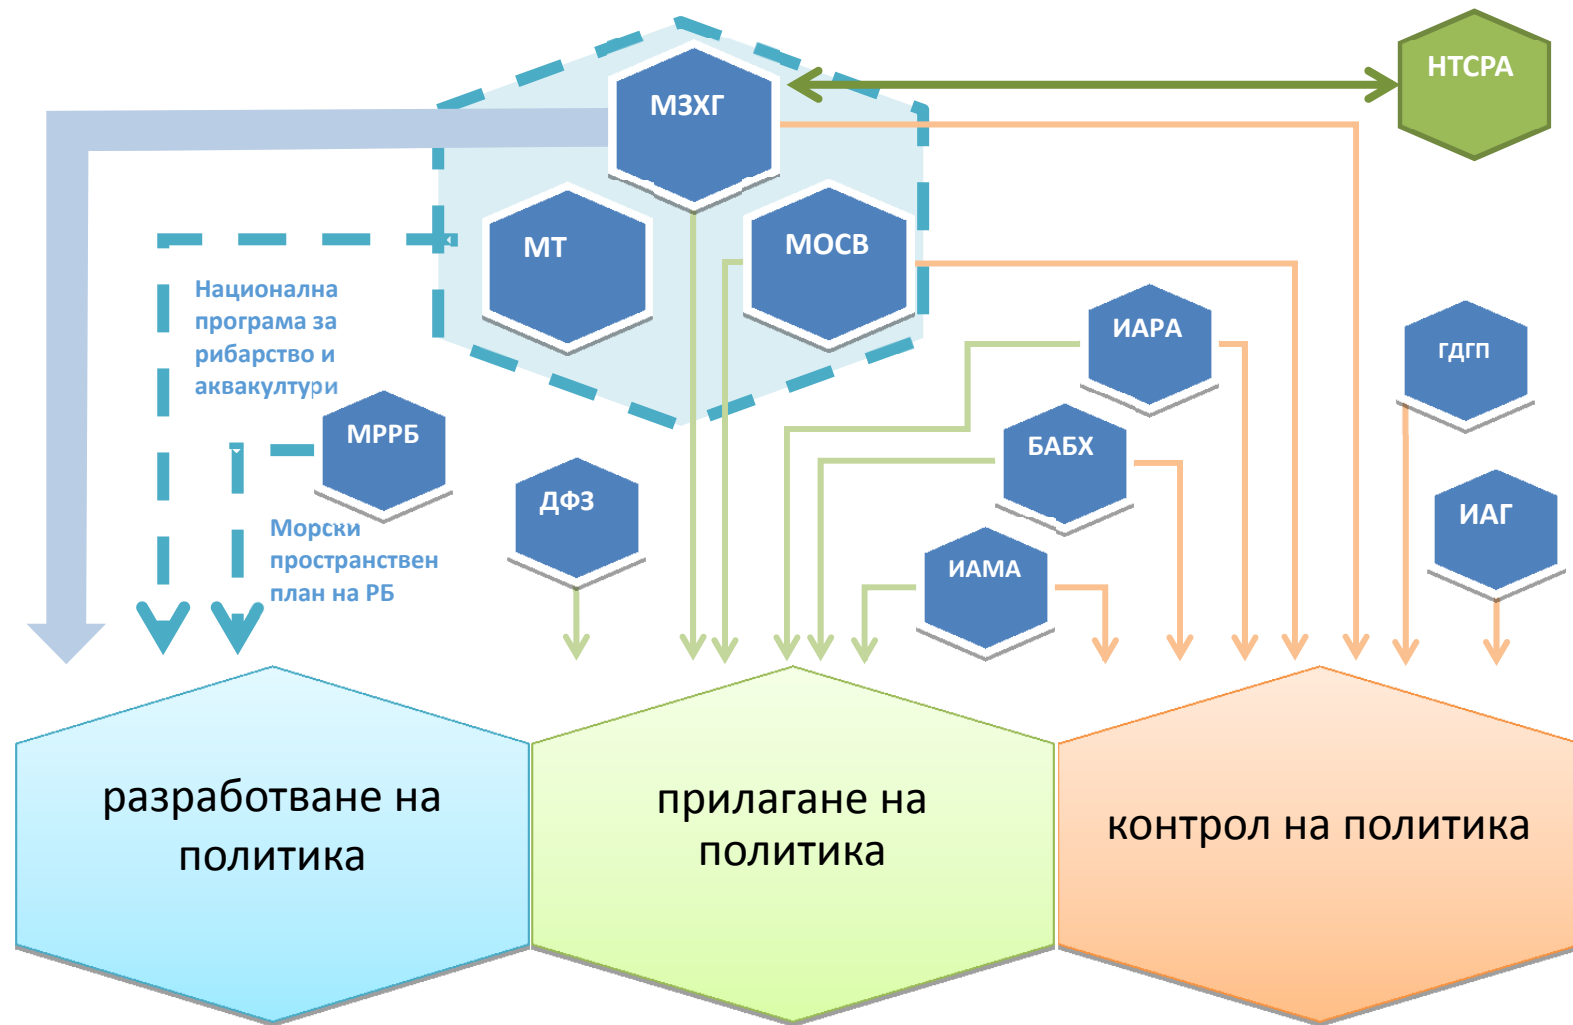 НТСРА
МЗХГ
МТ
МОСВ
Национална
програма за
рибарство и
аквакултури
ИАРА
ГДГП
МРРБ
БАБХ
ДФЗ
ИАГ
Морски
пространствен
план на РБ
ИАМА
разработване на
политика
прилагане на
политика
контрол на политика